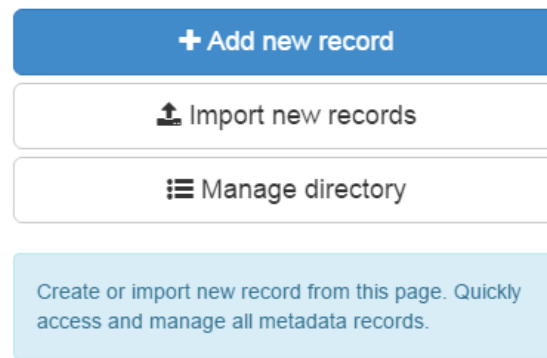 Add new record
Import new records
Manage directory
Create or import new record from this page. Quickly
access and manage all metadata records.